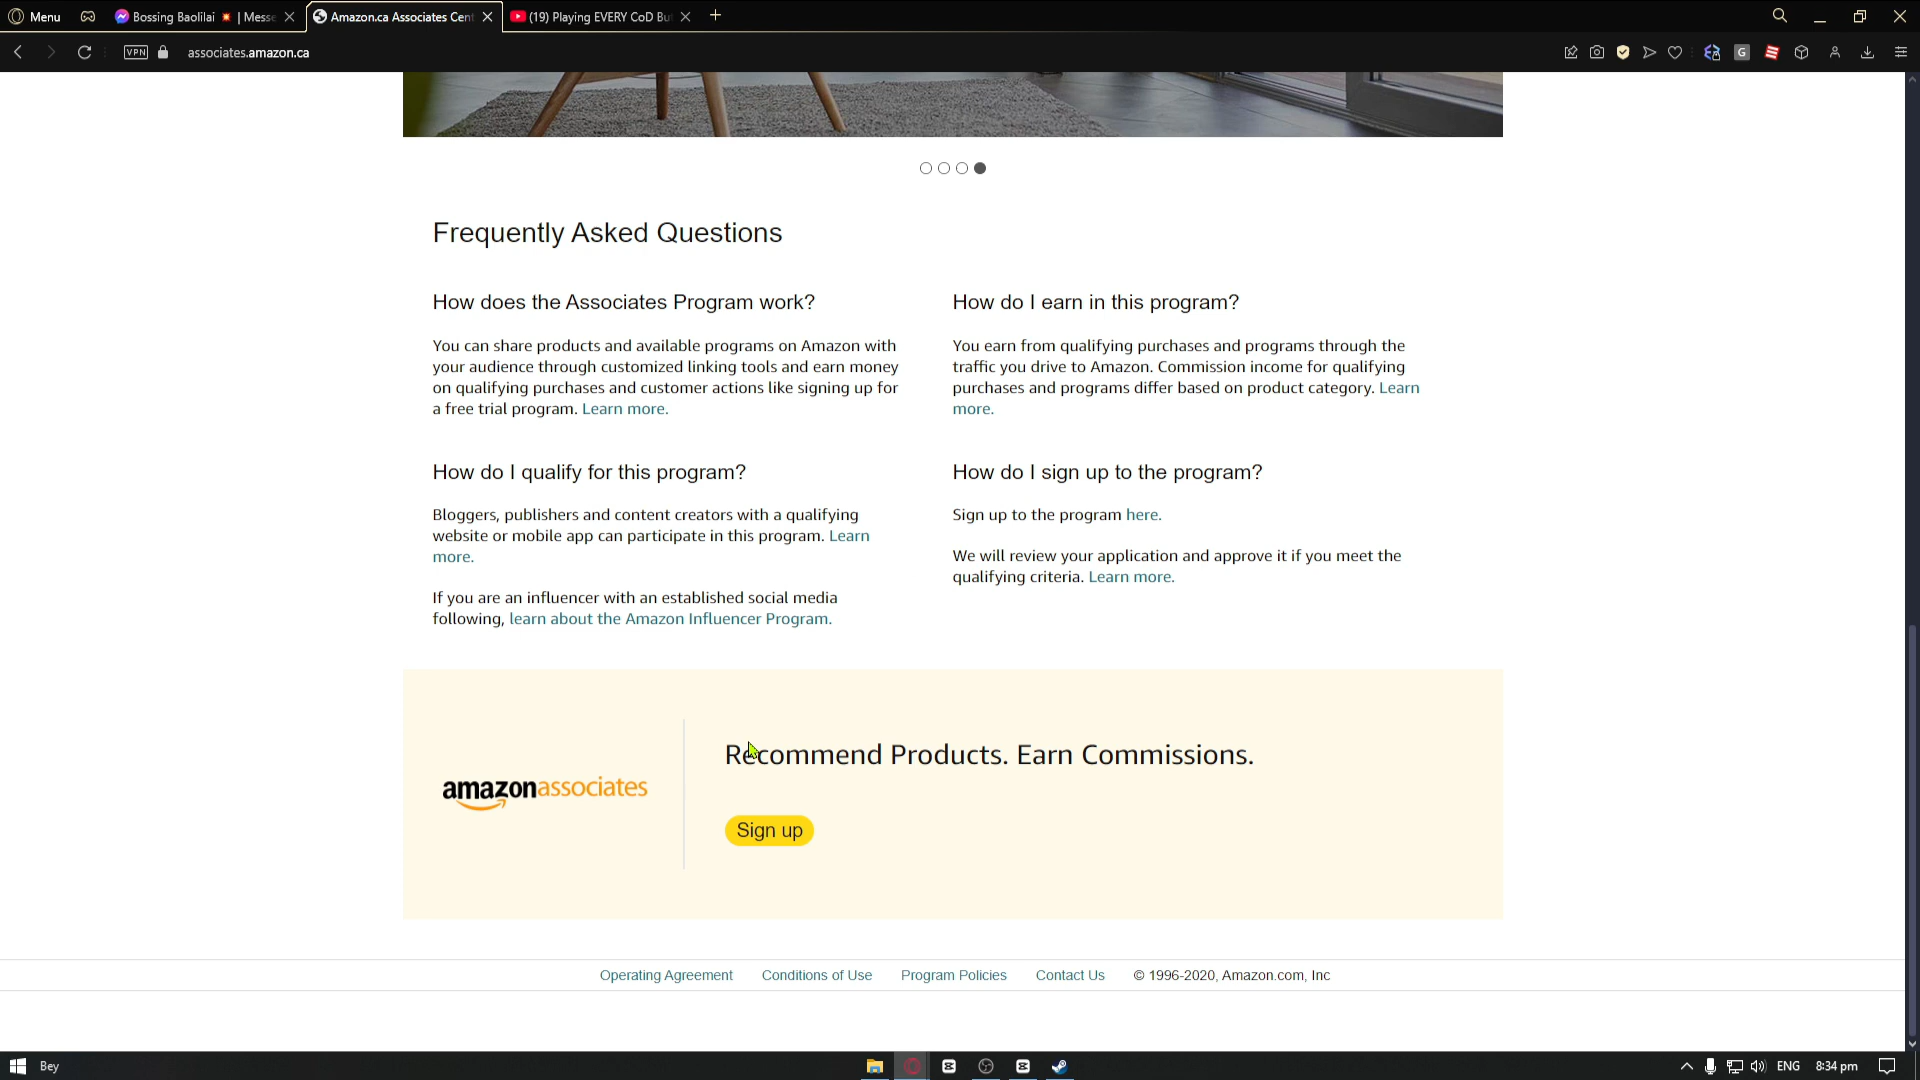 Menu
Bossing Baolilai | Messe
Amazon.ca Associates Cent
(19) Playing EVERY CoD Bu
VPN
associates.amazon.ca
G
Frequently Asked Questions
How does the Associates Program work?
You can share products and available programs on Amazon with
your audience through customized linking tools and earn money
on qualifying purchases and customer actions like signing up for
a free trial program. Learn more.
How do I earn in this program?
You earn from qualifying purchases and programs through the
traffic you drive to Amazon. Commission income for qualifying
purchases and programs differ based on product category. Learn
more.
How do I qualify for this program?
Bloggers, publishers and content creators with a qualifying
website or mobile app can participate in this program. Learn
more.
If you are an influencer with an established social media
following, learn about the Amazon Influencer Program.
How do I sign up to the program?
Sign up to the program here.
We will review your application and approve it if you meet the
qualifying criteria. Learn more.
amazonassociates
Recommend Products. Earn Commissions.
Sign up
Operating Agreement
Conditions of Use
Program Policies
Contact Us
© 1996-2020, Amazon.com, Inc
Bey
ENG
8:34 pm